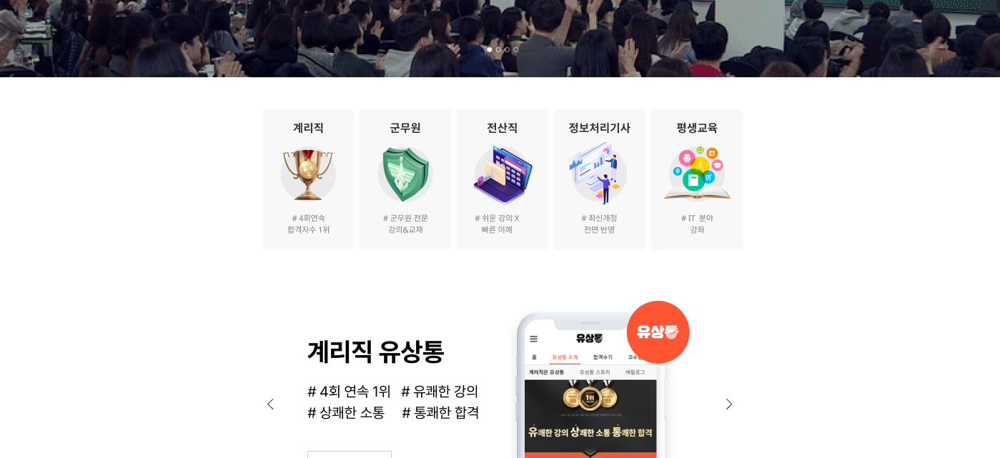 계리직
# 4회연속
합격자수 1위
군무원
# 군무원 전문
강의&교재
전산직
# 쉬운 강의 X
빠른 이해
정보처리기사
# 최신개정
전면 반영
평생교육
# IT 분야
강좌
계리직 유상통
# 4회 연속 1위 # 유쾌한 강의
# 상쾌한 소통 # 통쾌한 합격
유상통
유상통
홈 유상통 소개 합격수기
계리직은 유상통 유상통 스토리 에필로그
1위
유쾌한 강의 상쾌한 소통 통쾌한 합격